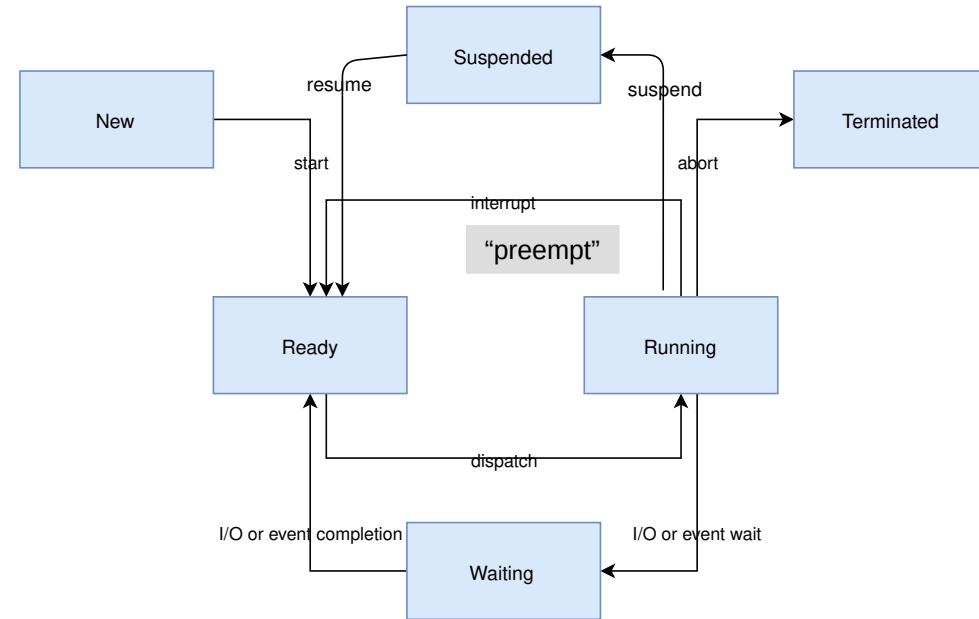 Suspended
resume
suspend
New
Terminated
start
abort
interrupt
“preempt”
Ready
Running
dispatch
I/O or event completion
I/O or event wait
Waiting